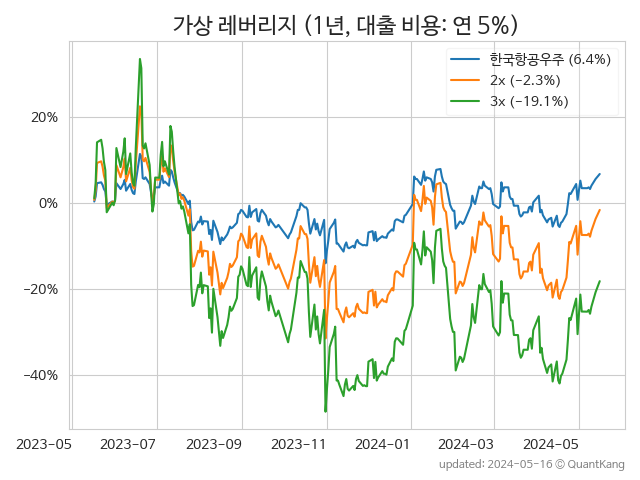 가상 레버리지 (1년, 대출 비용: 연 5%)
한국항공우주 (6.4%)
2x (−2.3%)
3x (−19.1%)
20%
0%
−20%
−40%
2023−05 2023−07 2023−09 2023−11 2024−01 2024−03 2024−05
updated: 2024−05−16 ⓒ QuantKang